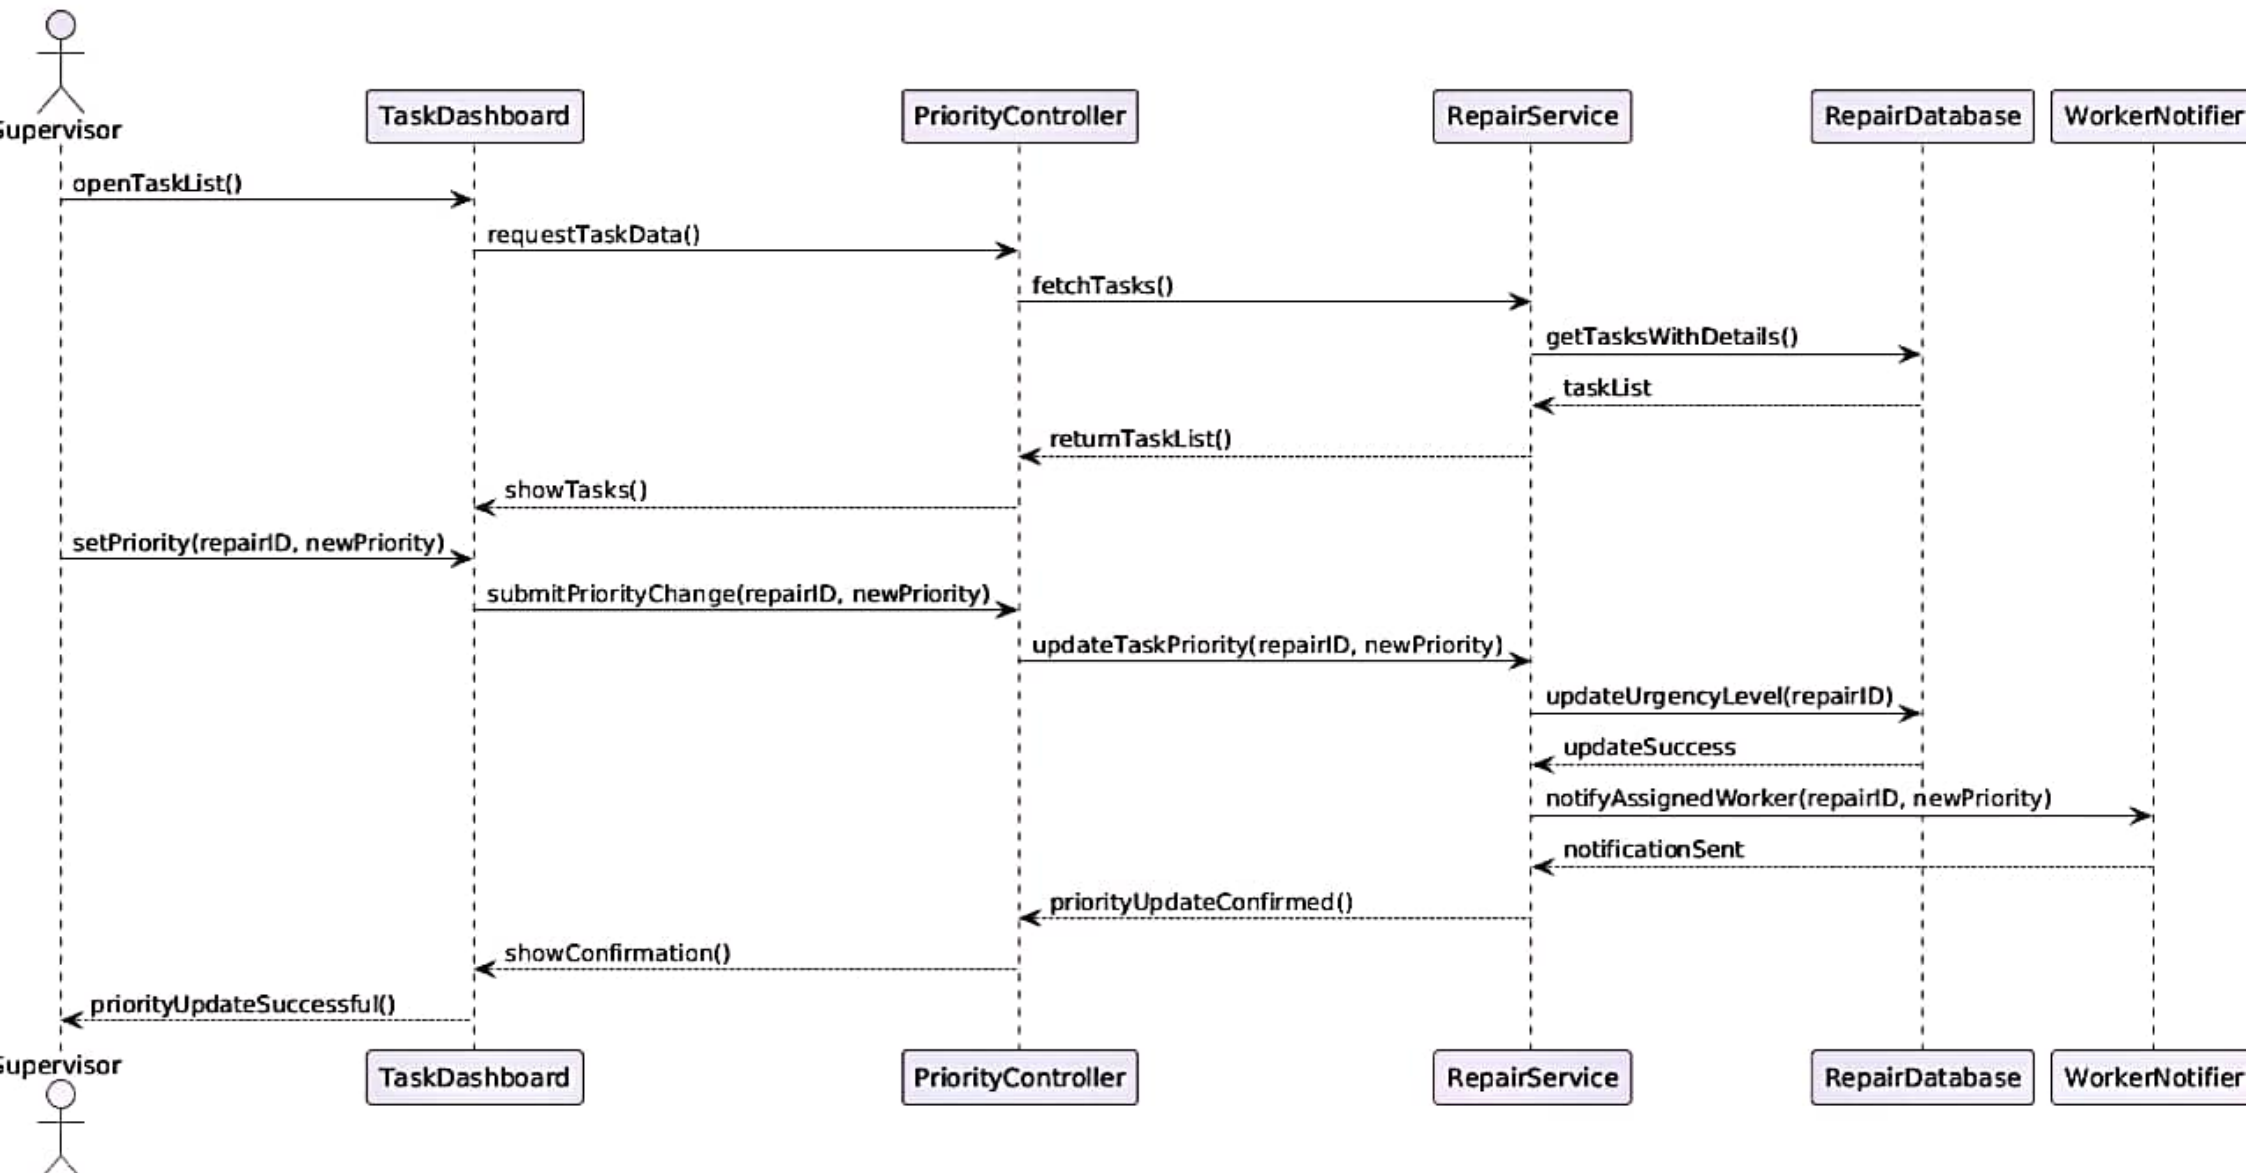 Supervisor
TaskDashboard
PriorityController
RepairService
RepairDatabase
WorkerNotifier
openTaskList()
requestTaskData()
fetchTasks()
getTasksWithDetails()
taskList
returnTaskList()
showTasks()
setPriority(repairID, newPriority)
submitPriorityChange(repairID, newPriority)
updateTaskPriority(repairID, newPriority)
updateUrgencyLevel(repairID)
updateSuccess
notifyAssignedWorker(repairID, newPriority)
notificationSent
priorityUpdateConfirmed()
showConfirmation()
priorityUpdateSuccessful()
Supervisor
TaskDashboard
PriorityController
RepairService
RepairDatabase
WorkerNotifier